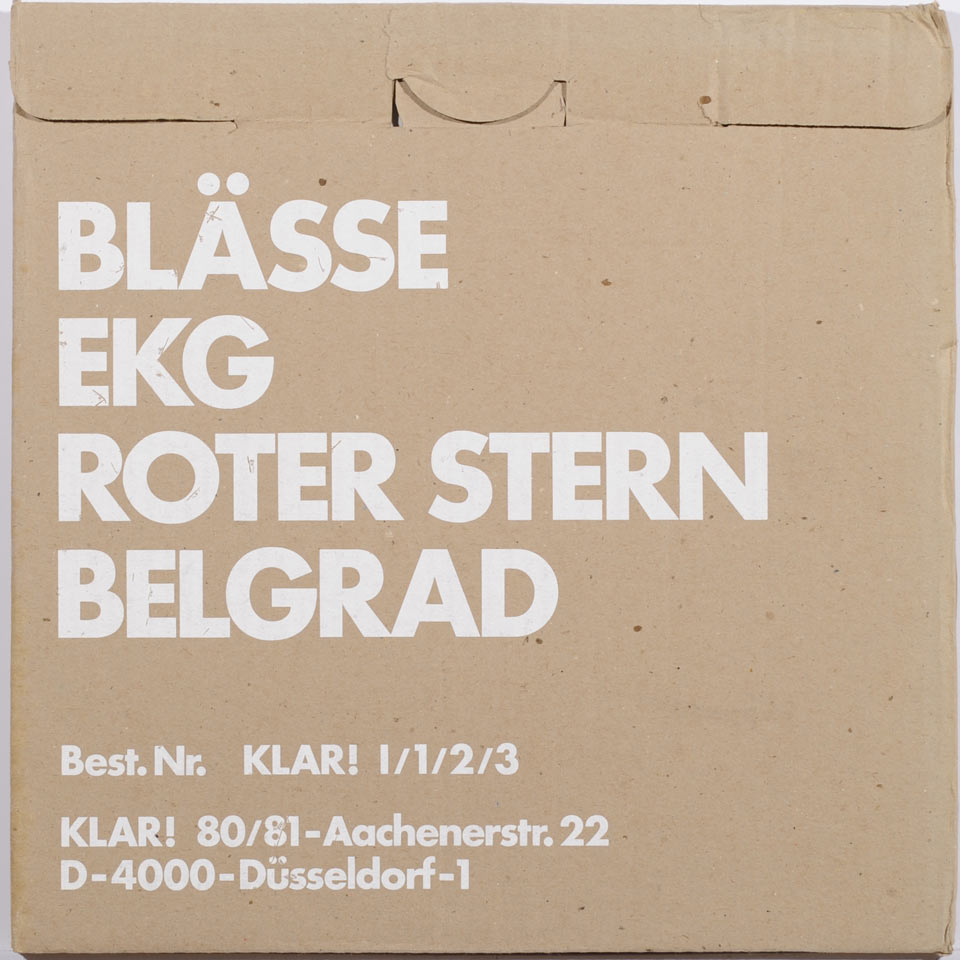 BLÄSSE
EKG
ROTER STERN
BELGRAD
Best. Nr. KLAR! I/1/2/3
KLAR! 80/81-Aachenerstr. 22
D-4000-Düsseldorf-1